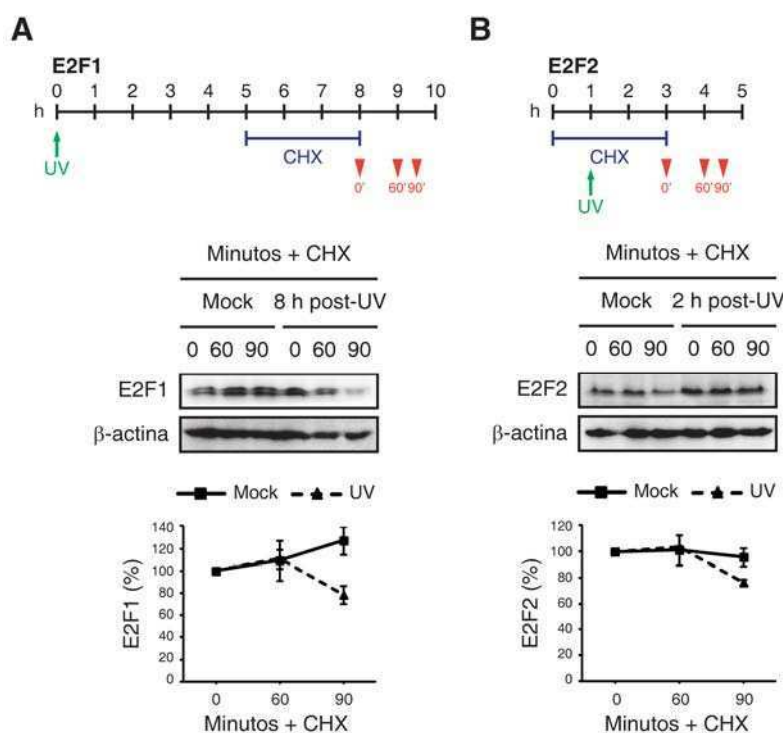 A
E2F1
h 0 1 2 3 4 5 6 7 8 9 10
CHX
UV
0' 60' 90'
Minutos + CHX
Mock 8 h post-UV
0 60 90 0 60 90
E2F1
β-actina
Mock UV
E2F1 (%)
140
120
100
80
60
40
20
0
0 60 90
Minutos + CHX
B
E2F2
h 0 1 2 3 4 5
CHX
UV
0' 60' 90'
Minutos + CHX
Mock 2 h post-UV
0 60 90 0 60 90
E2F2
β-actina
Mock UV
E2F2 (%)
120
100
80
60
40
20
0
0 60 90
Minutos + CHX